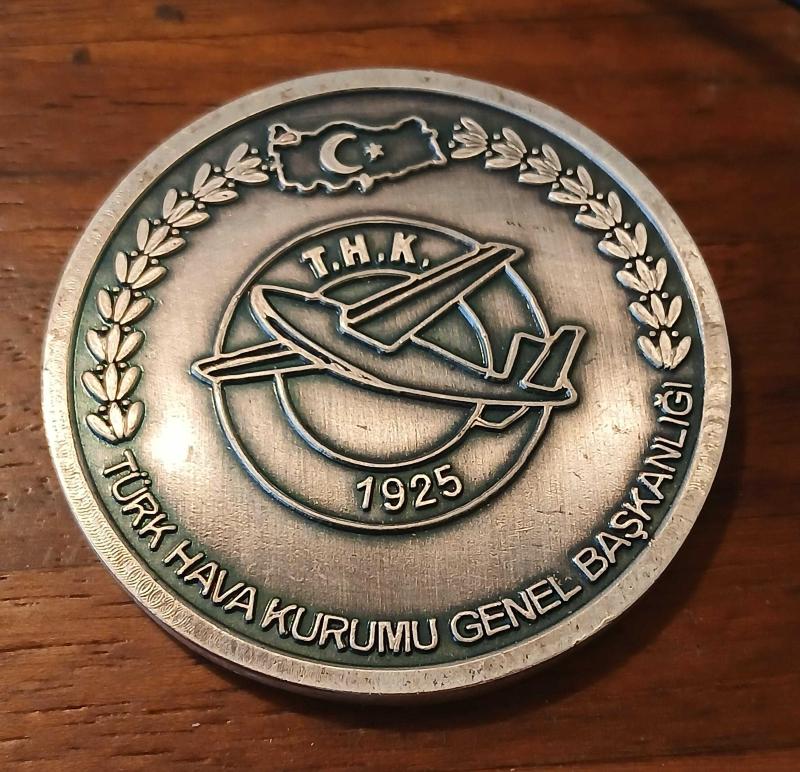 T.H.K.
1925
TÜRK HAVA KURUMU GENEL BAŞKANLIĞI